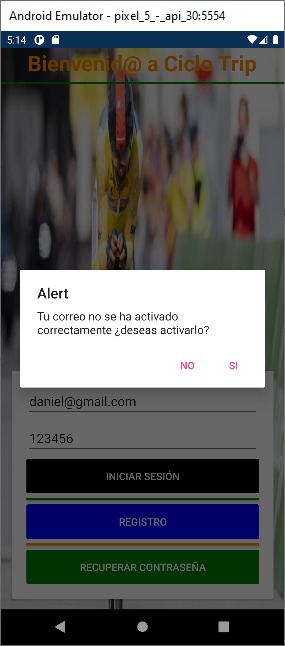 Android Emulator - pixel_5_-_api_30:5554
5:14
Bienvenid@ a Ciclo Trip
Alert
Tu correo no se ha activado
correctamente ¿deseas activarlo?
NO SI
daniel@gmail.com
123456
INICIAR SESIÓN
REGISTRO
RECUPERAR CONTRASEÑA